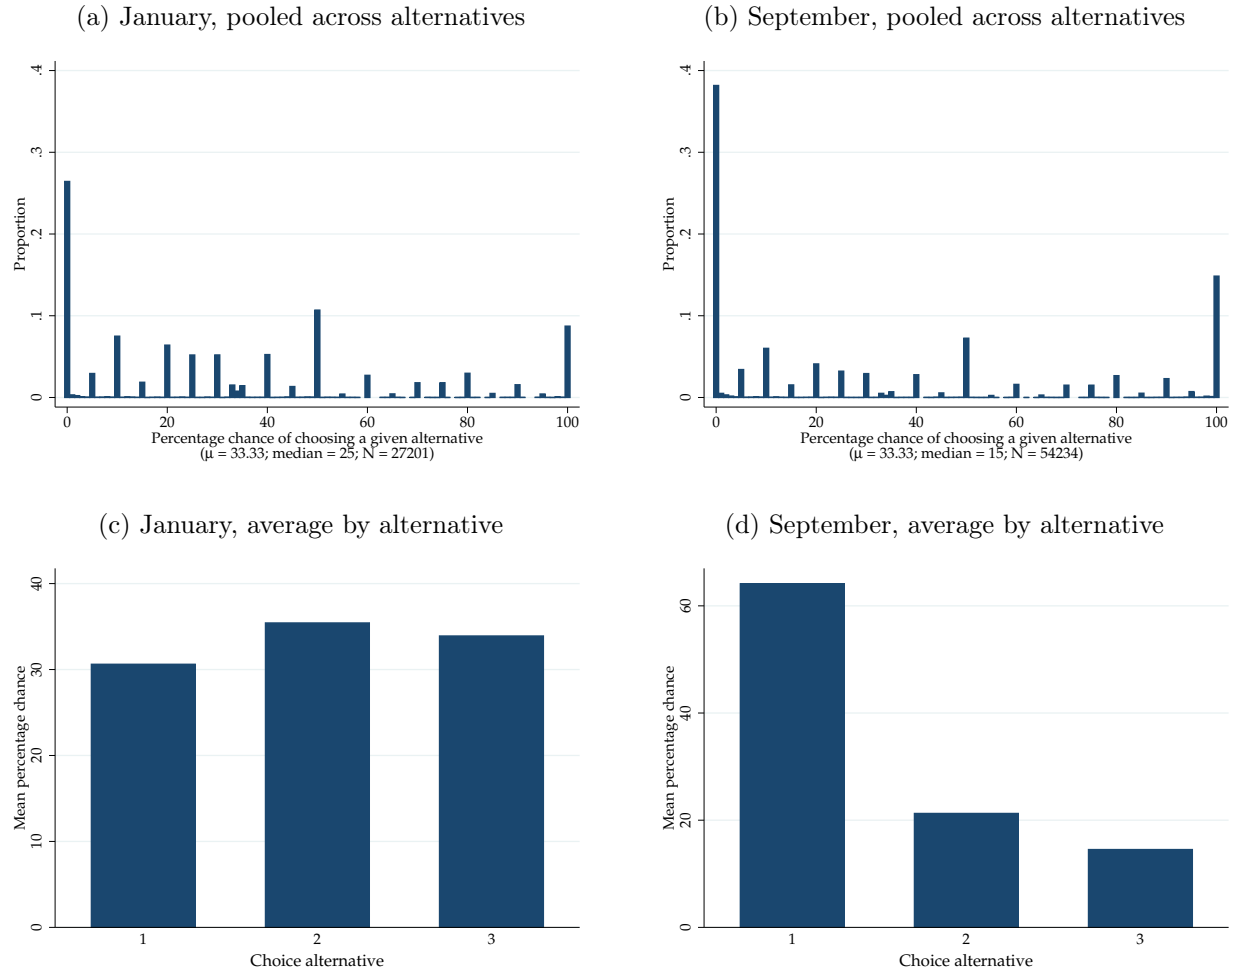 (a) January, pooled across alternatives
Proportion
0 .1 .2 .3 .4
0 20 40 60 80 100
Percentage chance of choosing a given alternative
(μ = 33.33; median = 25; N = 27201)
(b) September, pooled across alternatives
Proportion
0 .1 .2 .3 .4
0 20 40 60 80 100
Percentage chance of choosing a given alternative
(μ = 33.33; median = 15; N = 54234)
(c) January, average by alternative
Mean percentage chance
0 10 20 30 40
1 2 3
Choice alternative
(d) September, average by alternative
Mean percentage chance
0 20 40 60
1 2 3
Choice alternative